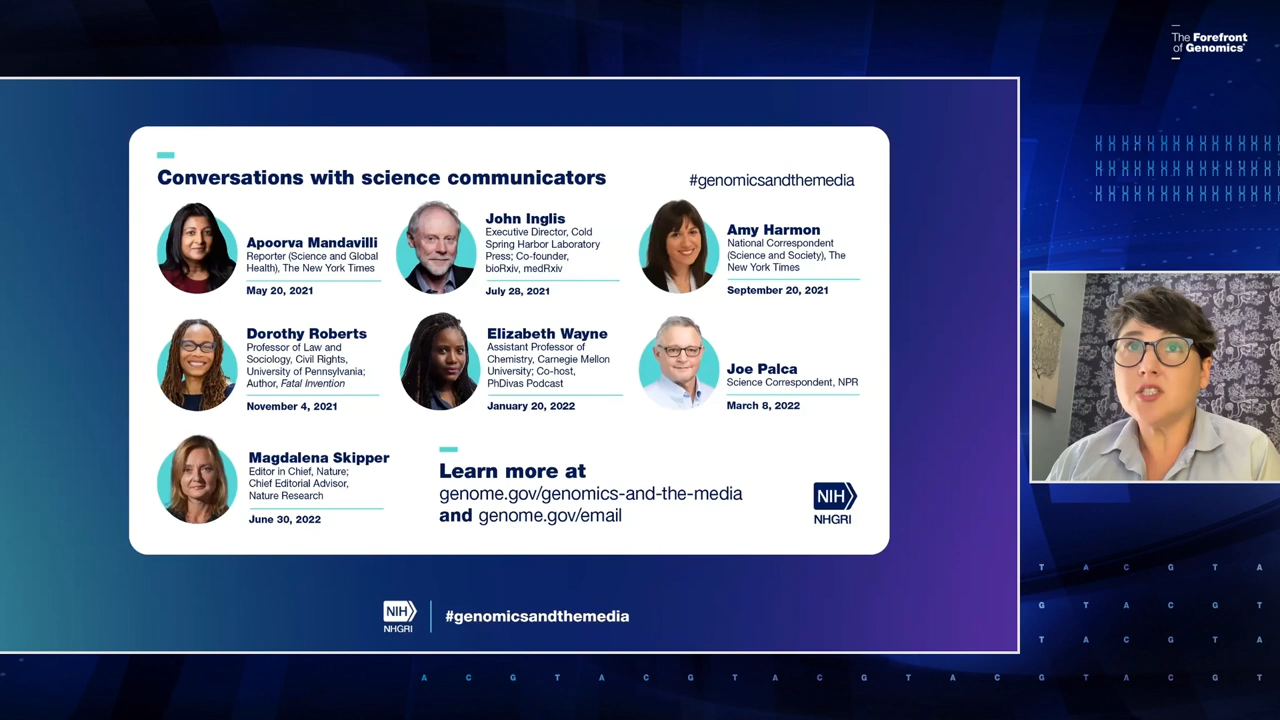 The Forefront
of Genomics
Conversations with science communicators
#genomicsandthemedia
Apoorva Mandavilli
Reporter (Science and Global
Health), The New York Times
May 20, 2021
John Inglis
Executive Director, Cold
Spring Harbor Laboratory
Press; Co-founder,
bioRxiv, medRxiv
July 28, 2021
Amy Harmon
National Correspondent
(Science and Society), The
New York Times
September 20, 2021
Dorothy Roberts
Professor of Law and
Sociology, Civil Rights,
University of Pennsylvania;
Author, Fatal Invention
November 4, 2021
Elizabeth Wayne
Assistant Professor of
Chemistry, Carnegie Mellon
University; Co-host,
PhDivas Podcast
January 20, 2022
Joe Palca
Science Correspondent, NPR
March 8, 2022
Magdalena Skipper
Editor in Chief, Nature;
Chief Editorial Advisor,
Nature Research
June 30, 2022
Learn more at
genome.gov/genomics-and-the-media
and genome.gov/email
NIH
NHGRI
NIH
NHGRI
#genomicsandthemedia
T A C G T A
G T A C G T
T A C G T A
A C G T A C G T A C G T A C G T A C G T